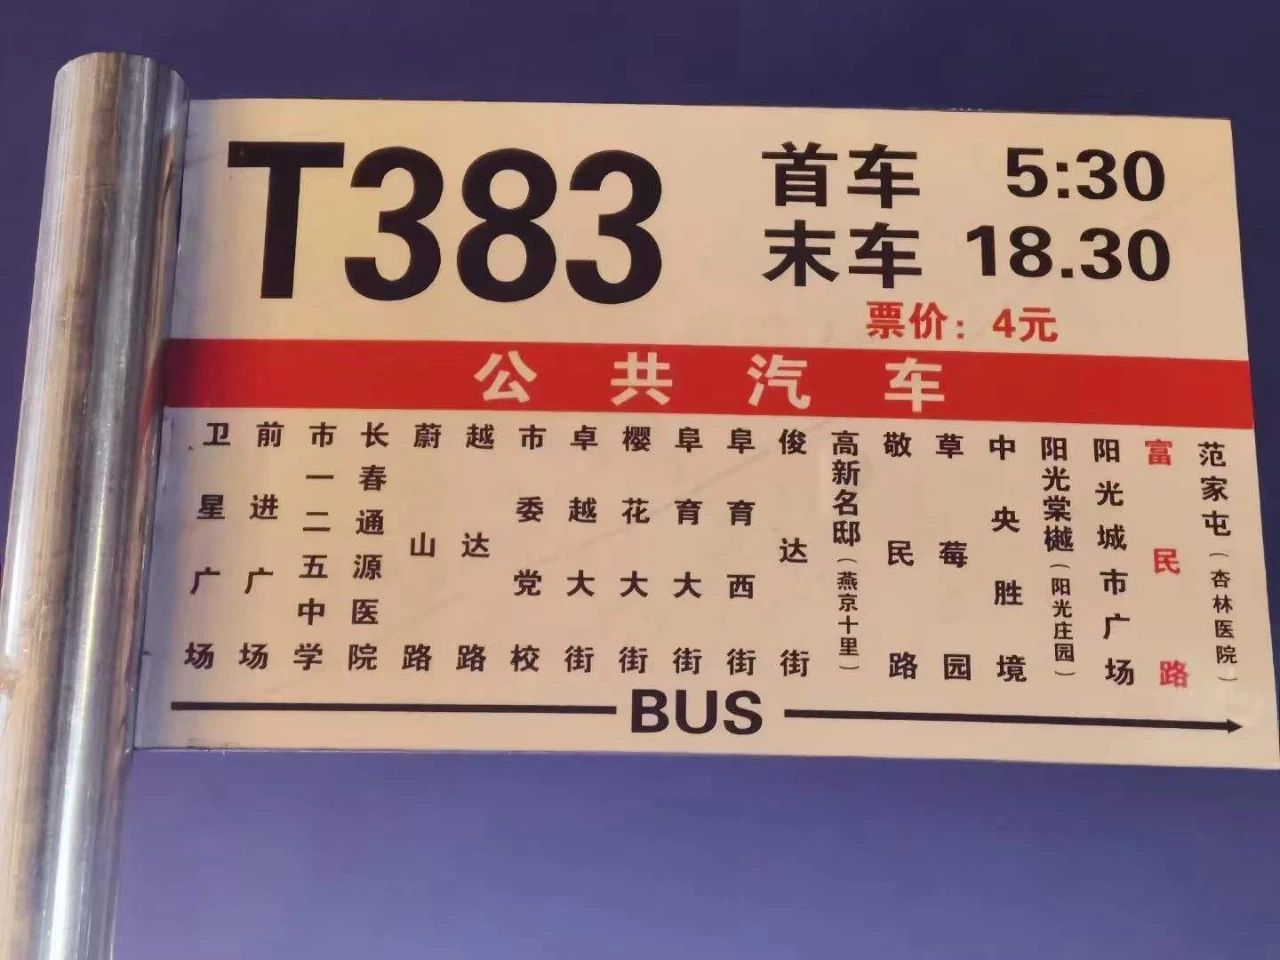 T383
首车 5:30
末车 18.30
票价：4元
公共汽车
卫星广场
前进广场
市一二五中学
长春通源医院
蔚山路
越达路
市委党校
卓越大街
樱花大街
阜育大街
阜育西街
俊达街
高新名邸（燕京十里）
敬民路
草莓园
中央胜境
阳光棠樾（阳光庄园）
阳光城市广场
富民路
范家屯（杏林医院）
BUS